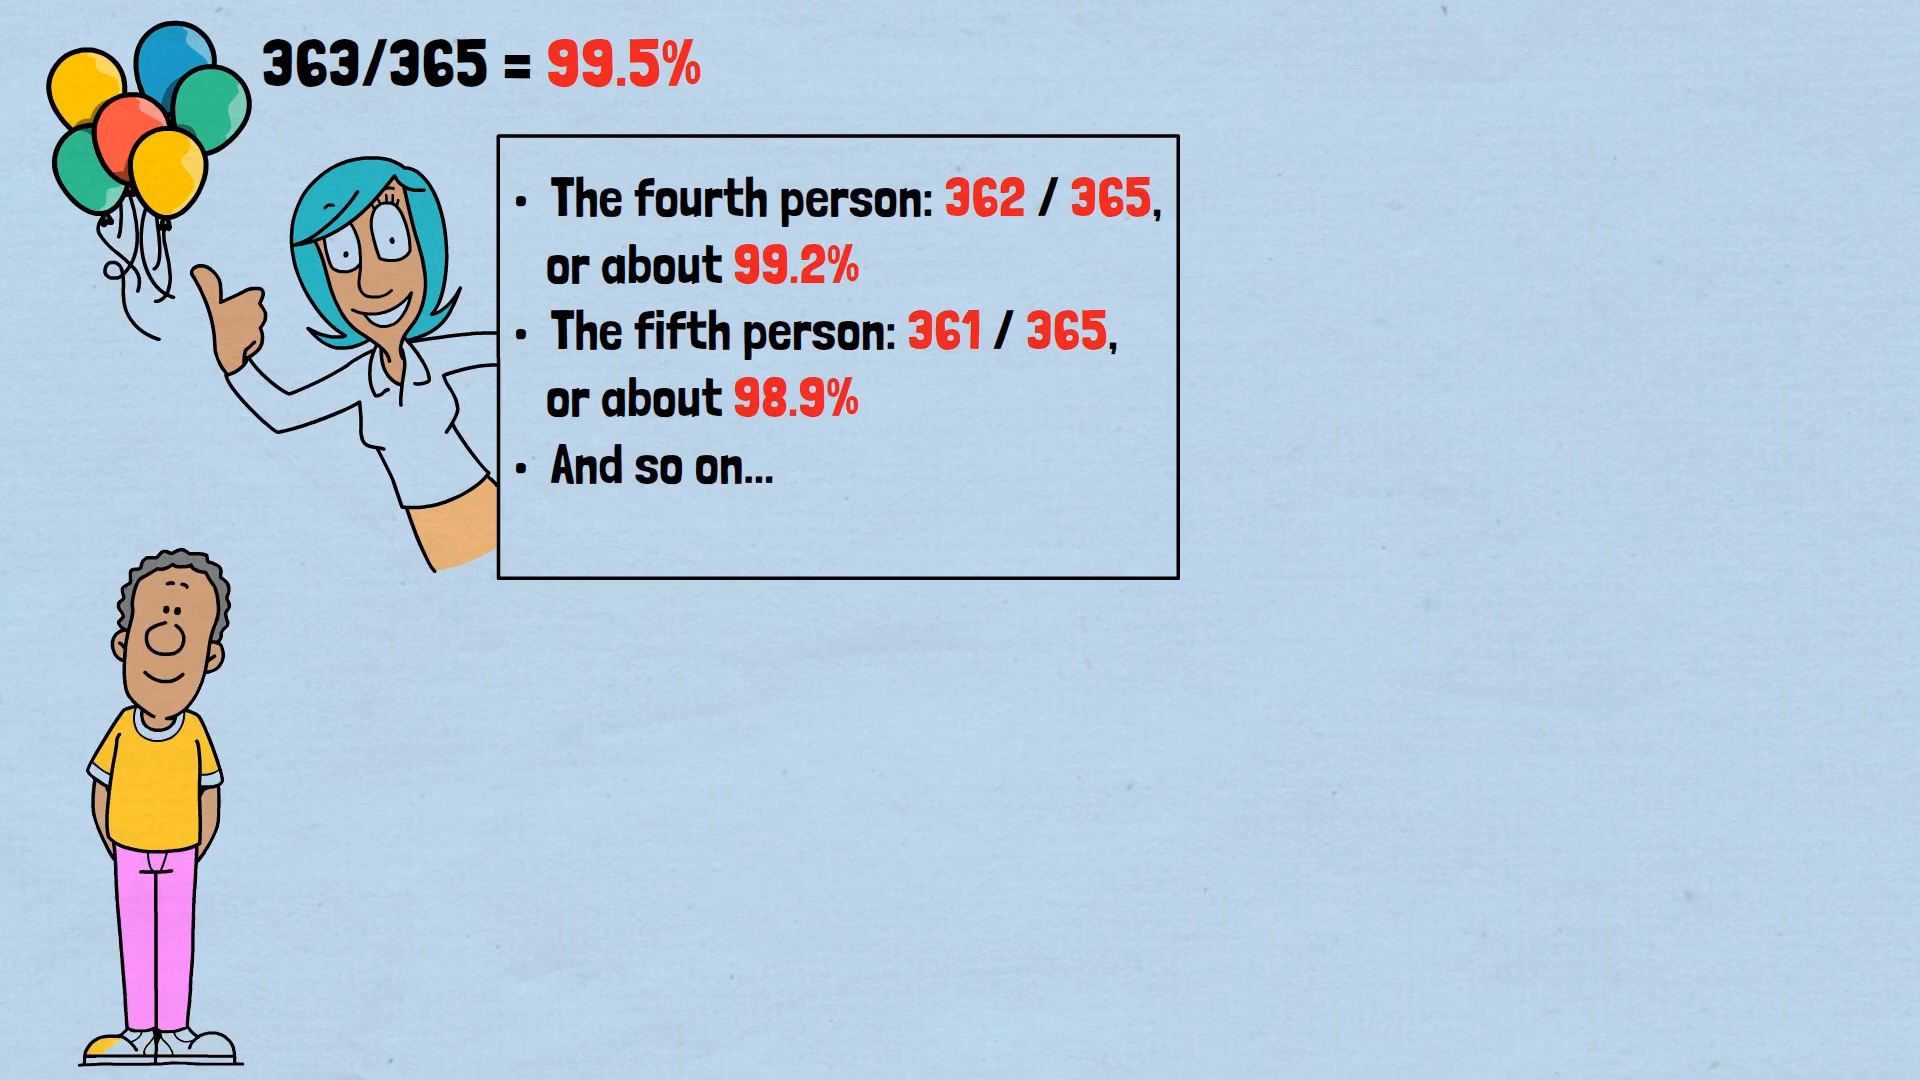 363/365 = 99.5%
• The fourth person: 362 / 365,
or about 99.2%
• The fifth person: 361 / 365,
or about 98.9%
• And so on...